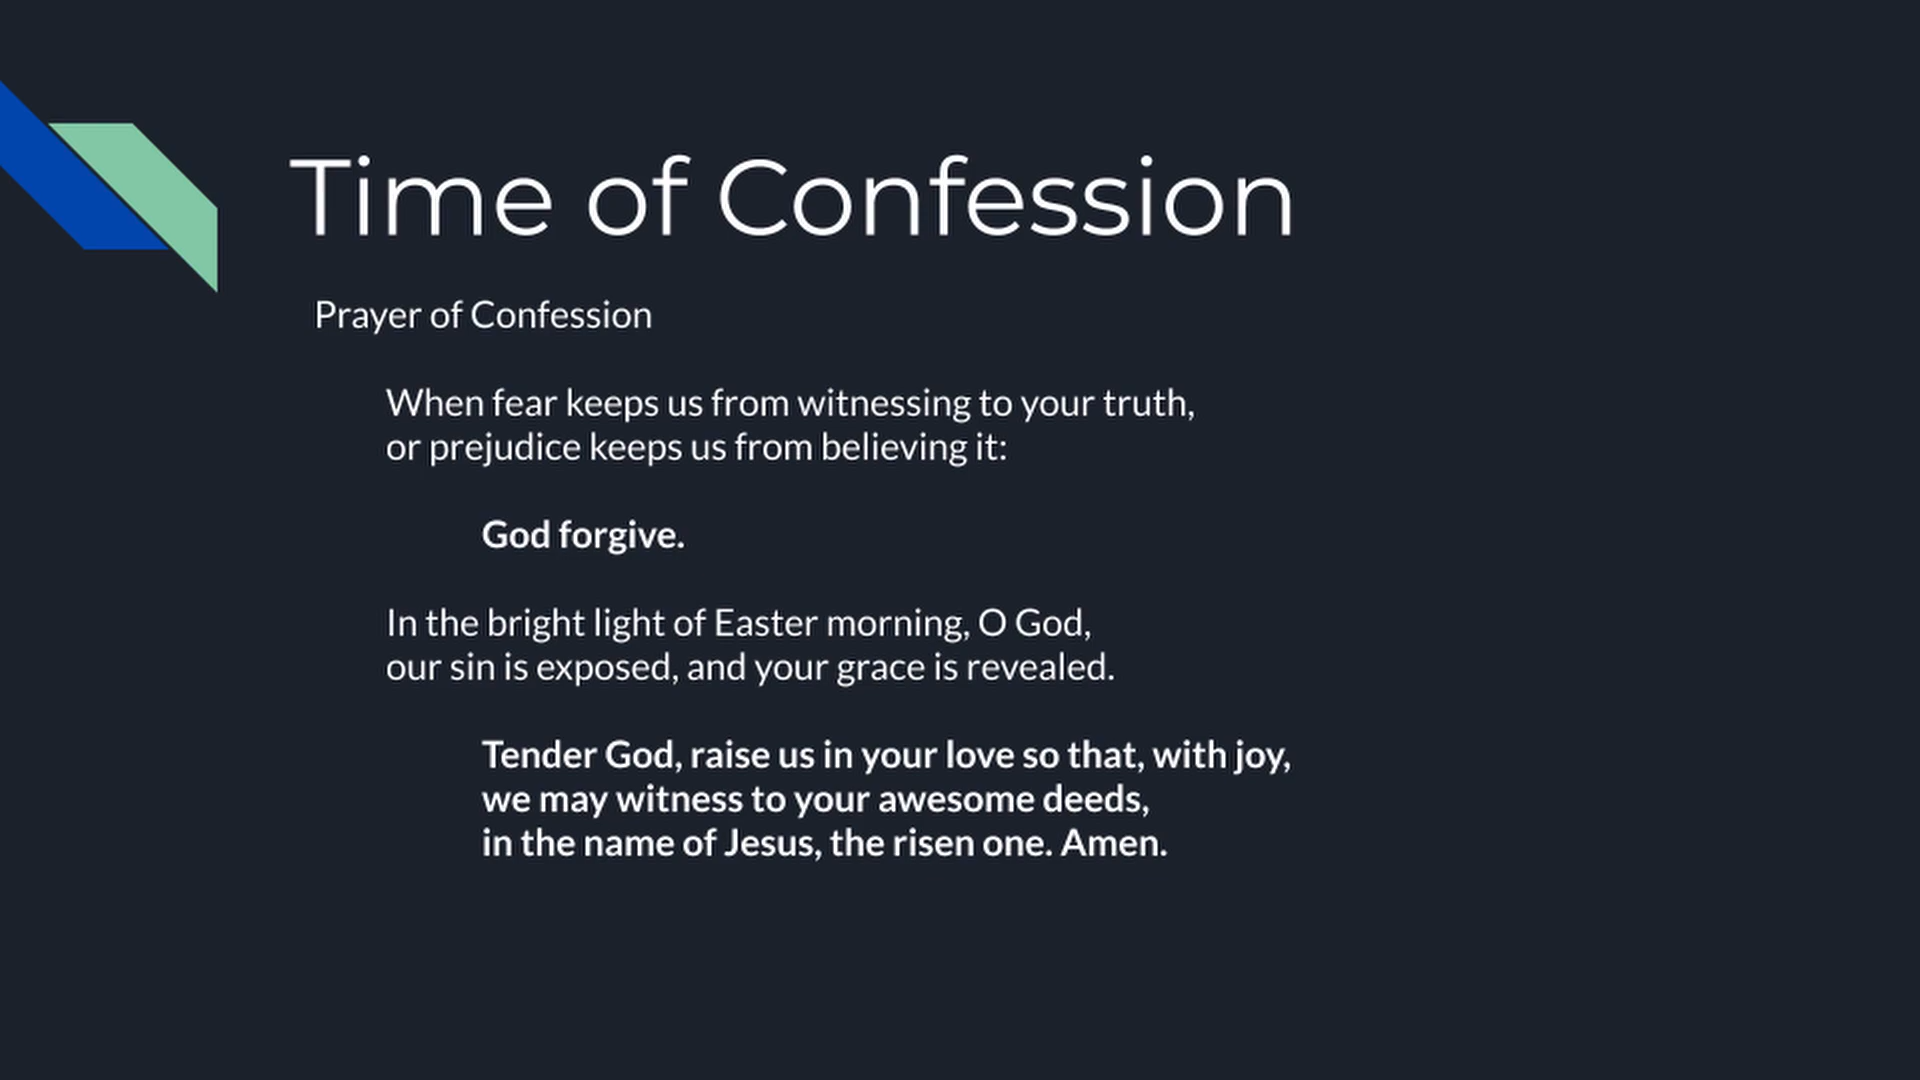 Time of Confession
Prayer of Confession
When fear keeps us from witnessing to your truth,
or prejudice keeps us from believing it:
God forgive.
In the bright light of Easter morning, O God,
our sin is exposed, and your grace is revealed.
Tender God, raise us in your love so that, with joy,
we may witness to your awesome deeds,
in the name of Jesus, the risen one. Amen.